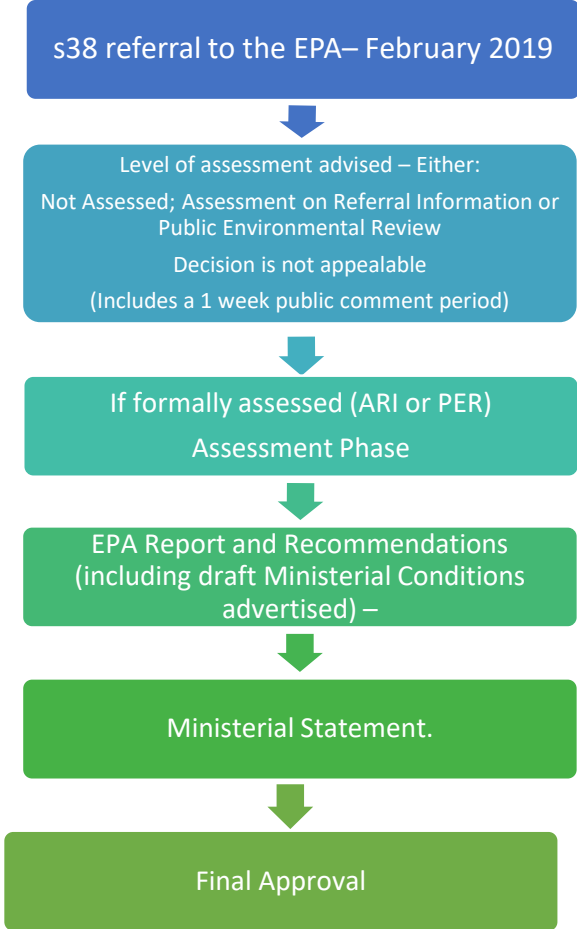 s38 referral to the EPA– February 2019
Level of assessment advised – Either:
Not Assessed; Assessment on Referral Information or
Public Environmental Review
Decision is not appealable
(Includes a 1 week public comment period)
If formally assessed (ARI or PER)
Assessment Phase
EPA Report and Recommendations
(including draft Ministerial Conditions
advertised) –
Ministerial Statement.
Final Approval